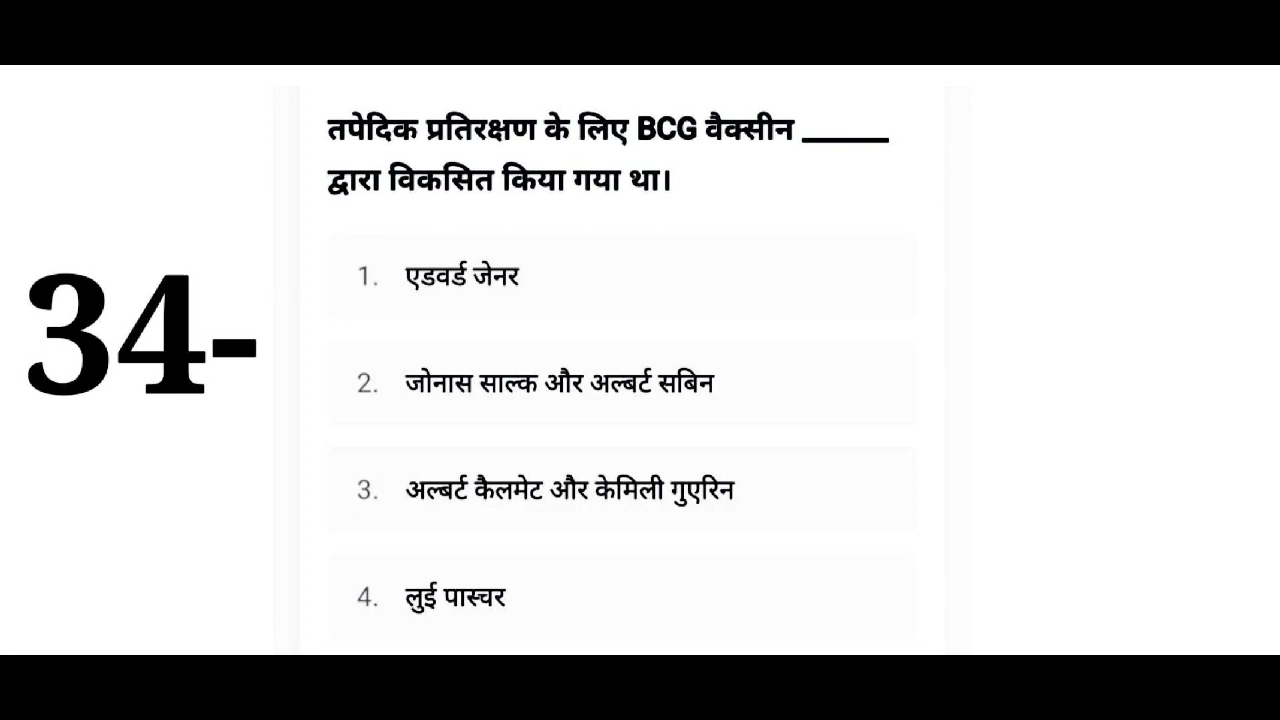 तपेदिक प्रतिरक्षण के लिए BCG वैक्सीन ______
द्वारा विकसित किया गया था।
34-
1. एडवर्ड जेनर
2. जोनास साल्क और अल्बर्ट सबिन
3. अल्बर्ट कैलमेट और केमिली गुएरिन
4. लुई पास्चर